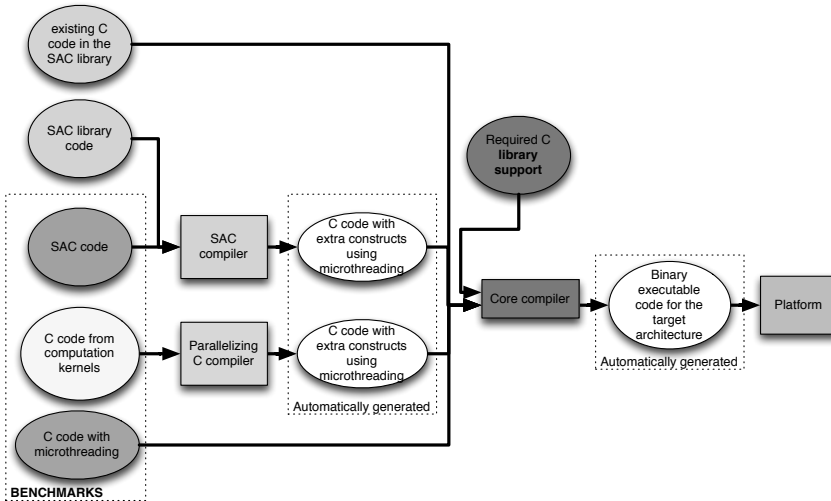 existing C
code in the
SAC library
SAC library
code
Required C
library
support
SAC code
SAC
compiler
C code with
extra constructs
using
microthreading
Core compiler
Binary
executable
code for the
target
architecture
Platform
C code from
computation
kernels
Parallelizing
C compiler
C code with
extra constructs
using
microthreading
Automatically generated
Automatically generated
C code with
microthreading
BENCHMARKS